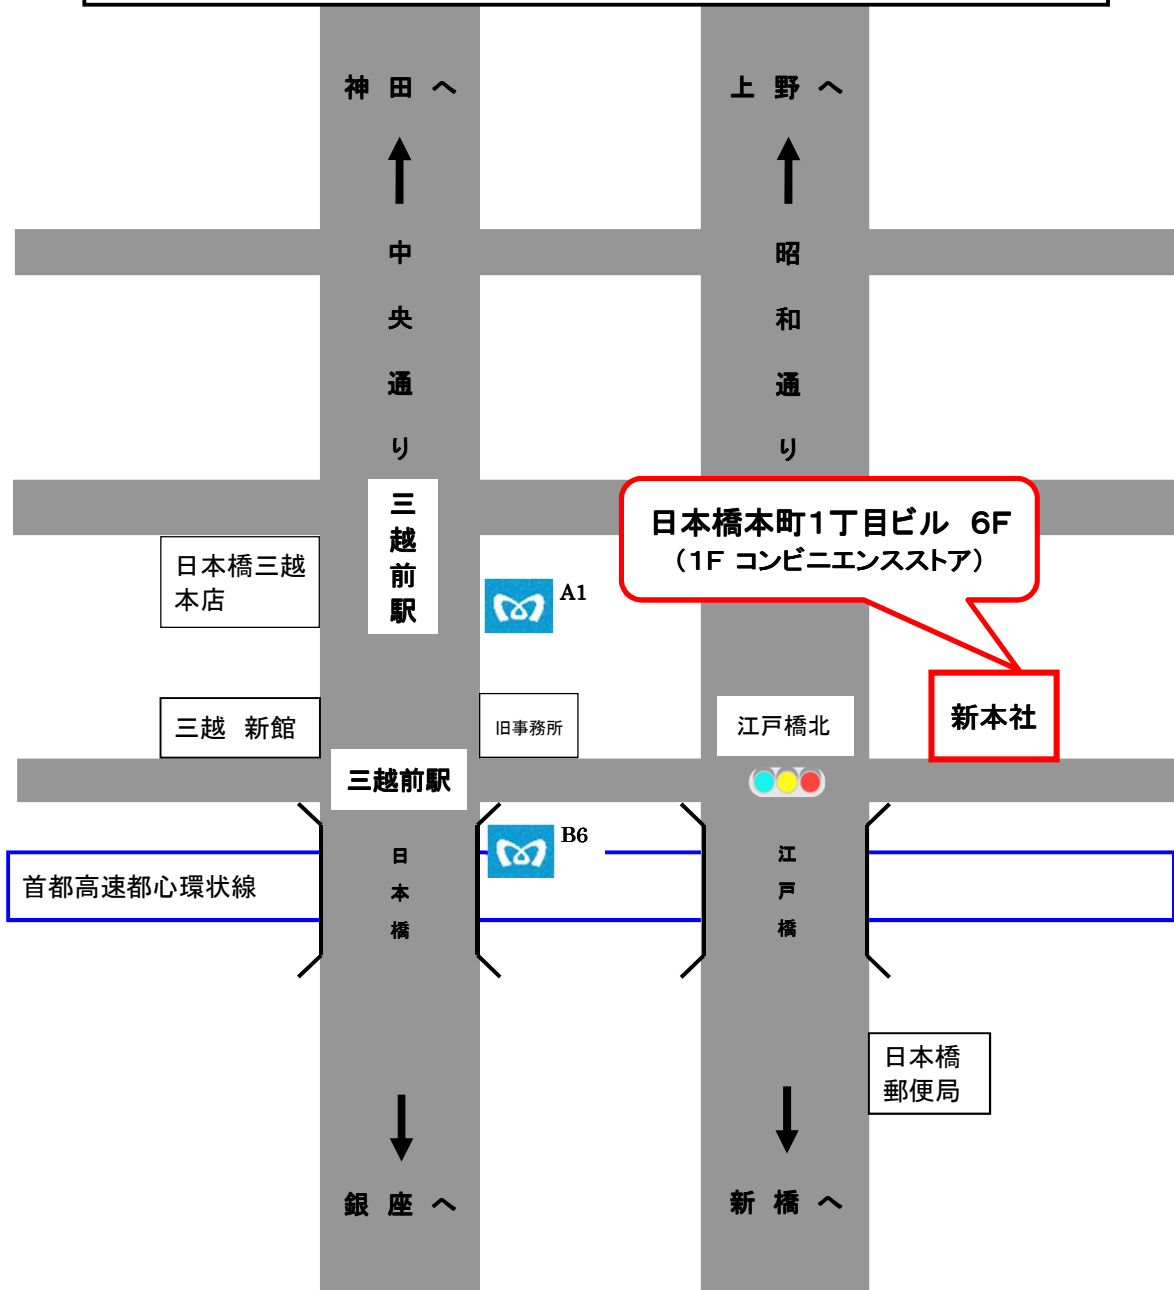 神田へ
上野へ
中央通り
昭和通り
三越前駅
日本橋本町1丁目ビル 6F
(1F コンビニエンスストア)
日本橋三越
本店
A1
三越 新館
旧事務所
江戸橋北
新本社
三越前駅
B6
首都高速都心環状線
日本橋
江戸橋
日本橋
郵便局
銀座へ
新橋へ